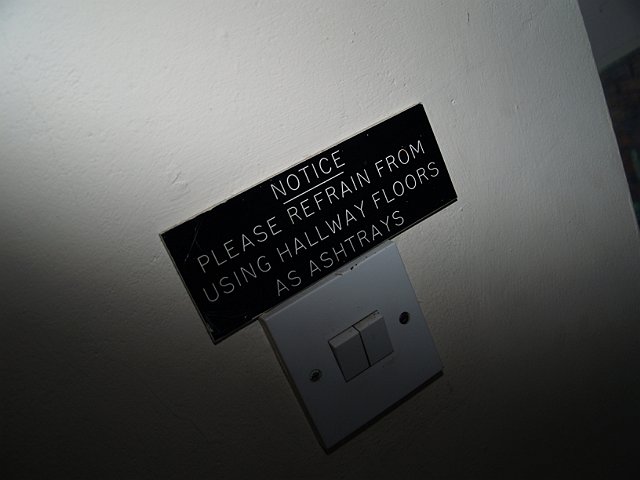 NOTICE
PLEASE REFRAIN FROM
USING HALLWAY FLOORS
AS ASHTRAYS